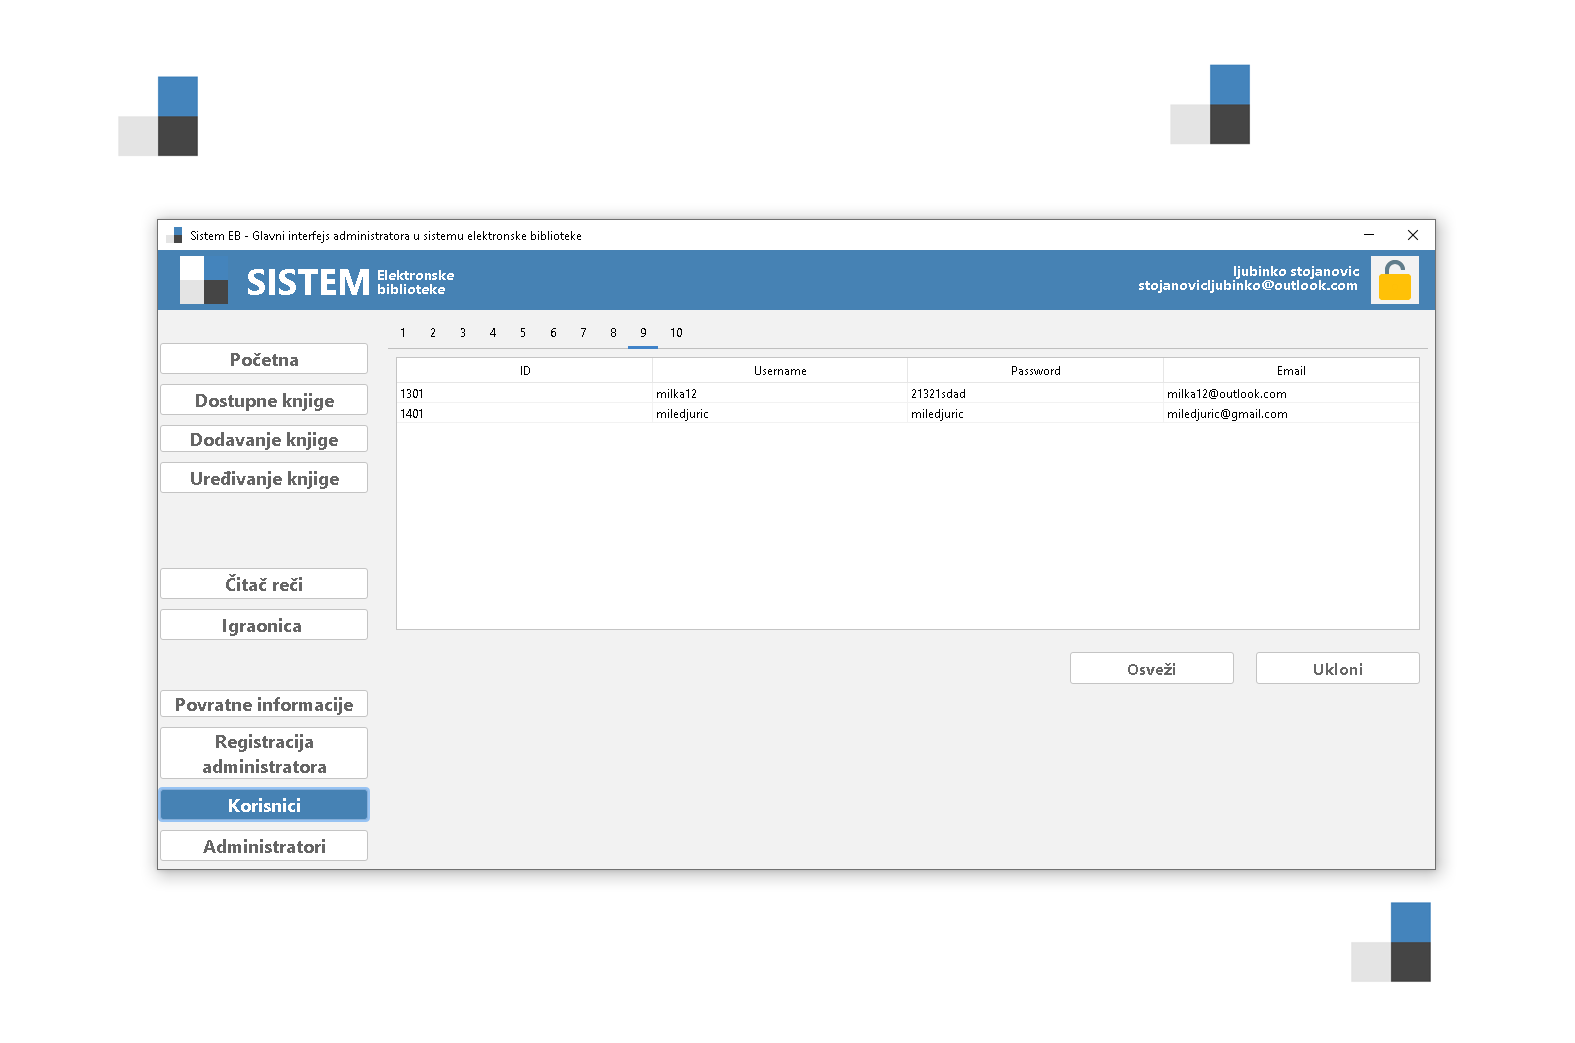 Sistem EB - Glavni interfejs administratora u sistemu elektronske biblioteke
SISTEM Elektronske
biblioteke
ljubinko stojanovic
stojanovicljubinko@outlook.com
1 2 3 4 5 6 7 8 9 10
Početna
Dostupne knjige
Dodavanje knjige
Uređivanje knjige
Čitač reči
Igraonica
Povratne informacije
Registracija
administratora
Korisnici
Administratori
ID Username Password Email
1301 milka12 21321sdad milka12@outlook.com
1401 miledjuric miledjuric miledjuric@gmail.com
Osveži Ukloni